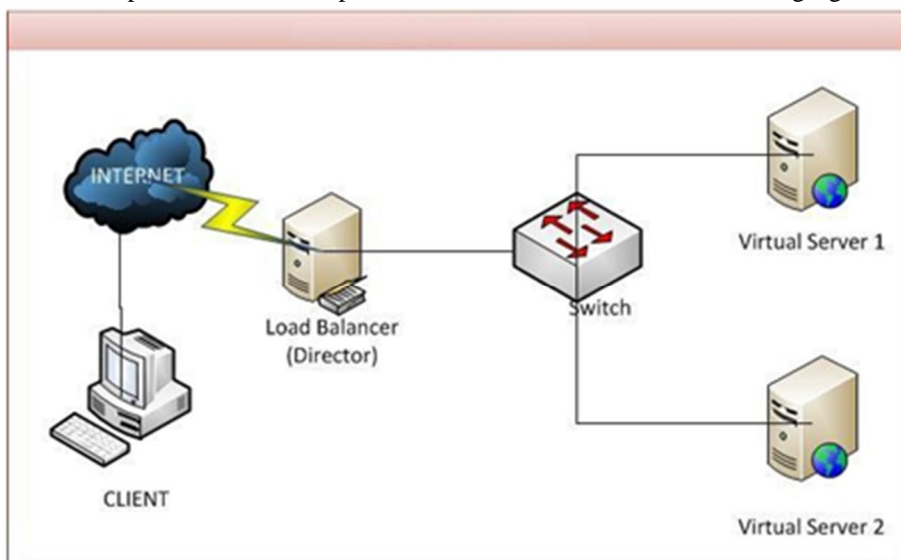 INTERNET
Load Balancer
(Director)
Switch
Virtual Server 1
CLIENT
Virtual Server 2